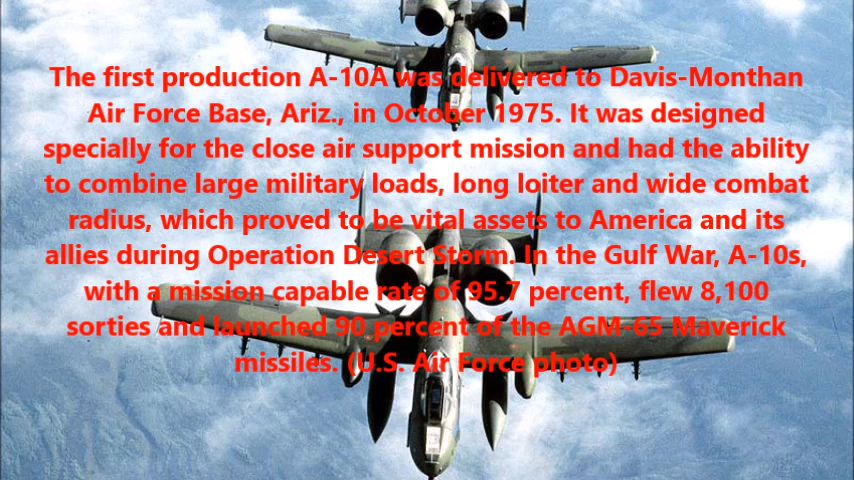 The first production A-10A was delivered to Davis-Monthan
Air Force Base, Ariz., in October 1975. It was designed
specially for the close air support mission and had the ability
to combine large military loads, long loiter and wide combat
radius, which proved to be vital assets to America and its
allies during Operation Desert Storm. In the Gulf War, A-10s,
with a mission capable rate of 95.7 percent, flew 8,100
sorties and launched 90 percent of the AGM-65 Maverick
missiles. (U.S. Air Force photo)